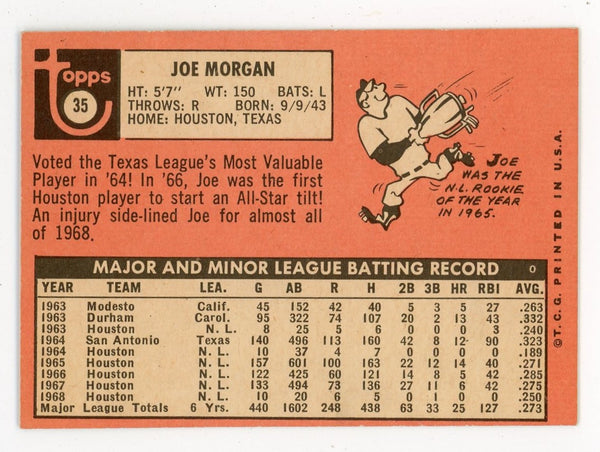 topps
35
JOE MORGAN
HT: 5'7" WT: 150 BATS: L
THROWS: R BORN: 9/9/43
HOME: HOUSTON, TEXAS
Voted the Texas League's Most Valuable
Player in '64! In '66, Joe was the first
Houston player to start an All-Star tilt!
An injury side-lined Joe for almost all
of 1968.
JOE
WAS THE
N.L. ROOKIE
OF THE YEAR
IN 1965.
©T.C.G. PRINTED IN U.S.A.
MAJOR AND MINOR LEAGUE BATTING RECORD O
YEAR TEAM LEA. G AB R H 2B 3B HR RBI AVG.
1963 Modesto Calif. 45 152 42 40 5 3 5 27 .263
1963 Durham Carol. 95 322 74 107 20 2 13 43 .332
1963 Houston N.L. 8 25 5 6 0 1 0 3 .240
1964 San Antonio Texas 140 496 113 160 42 8 12 90 .323
1964 Houston N.L. 10 37 4 7 0 0 0 0 .189
1965 Houston N.L. 157 601 100 163 22 12 14 40 .271
1966 Houston N.L. 122 425 60 121 14 8 5 42 .285
1967 Houston N.L. 133 494 73 136 27 11 6 42 .275
1968 Houston N.L. 10 20 6 5 0 1 0 0 .250
Major League Totals 6 Yrs. 440 1602 248 438 63 33 25 127 .273